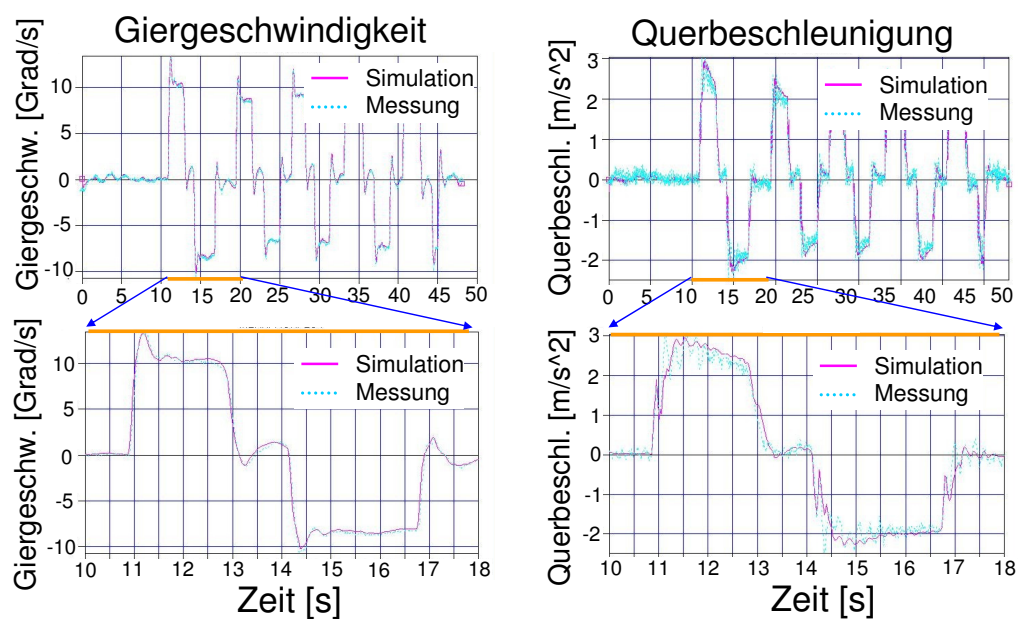 Giergeschwindigkeit
Giergeschw. [Grad/s]
10
5
0
-5
-10
Simulation
Messung
0 5 10 15 20 25 30 35 40 45 50
Querbeschleunigung
Querbeschl. [m/s^2]
3
2
1
0
-1
-2
Simulation
Messung
0 5 10 15 20 25 30 35 40 45 50
Giergeschw. [Grad/s]
10
5
0
-5
-10
Simulation
Messung
10 11 12 13 14 15 16 17 18
Zeit [s]
Querbeschl. [m/s^2]
3
2
1
0
-1
-2
Simulation
Messung
10 11 12 13 14 15 16 17 18
Zeit [s]